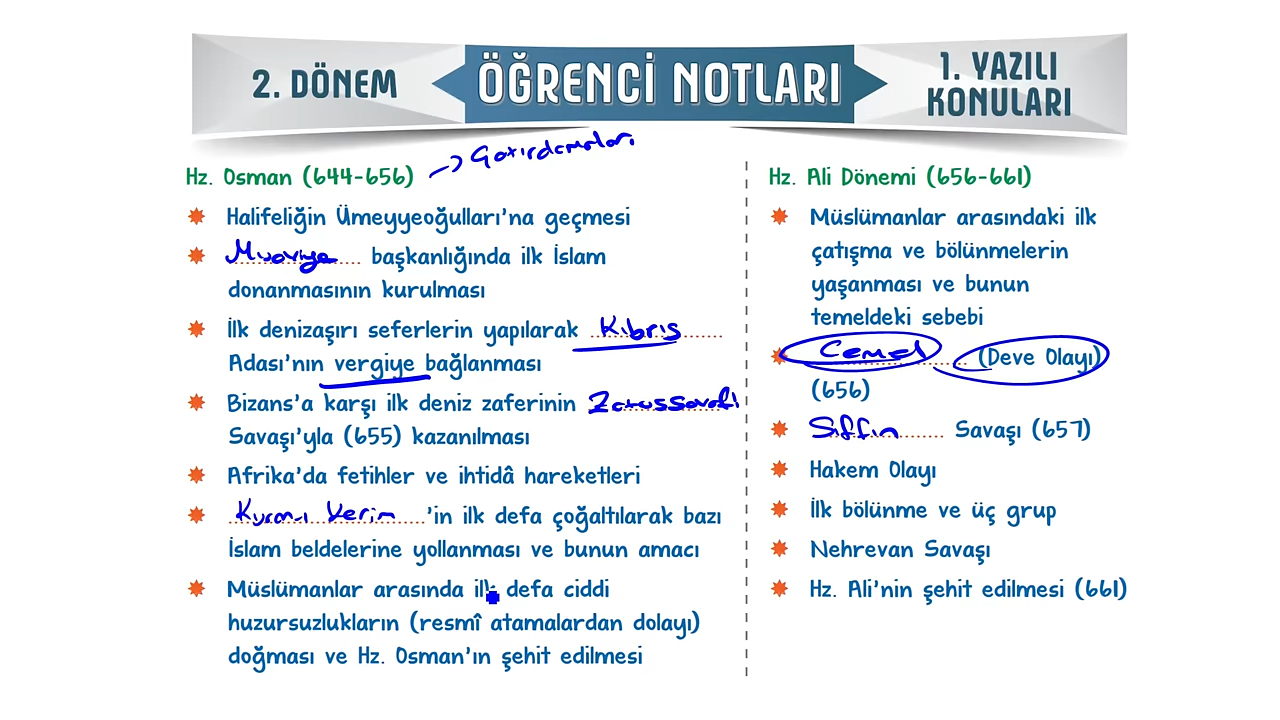 2. DÖNEM
ÖĞRENCİ NOTLARI
1. YAZILI
KONULARI
Hz. Osman (644-656)
Halifeliğin Ümeyyeoğulları'na geçmesi
Muaviye başkanlığında ilk İslam
donanmasının kurulması
İlk denizaşırı seferlerin yapılarak Kıbrıs
Adası'nın vergiye bağlanması
Bizans'a karşı ilk deniz zaferinin
Savaşı'yla (655) kazanılması
Afrika'da fetihler ve ihtidâ hareketleri
Kuran-ı Kerim 'in ilk defa çoğaltılarak bazı
İslam beldelerine yollanması ve bunun amacı
Müslümanlar arasında ilk defa ciddi
huzursuzlukların (resmî atamalardan dolayı)
doğması ve Hz. Osman'ın şehit edilmesi
Hz. Ali Dönemi (656-661)
Müslümanlar arasındaki ilk
çatışma ve bölünmelerin
yaşanması ve bunun
temeldeki sebebi
Cemel (Deve Olayı)
(656)
Sıffin Savaşı (657)
Hakem Olayı
İlk bölünme ve üç grup
Nehrevan Savaşı
Hz. Ali'nin şehit edilmesi (661)